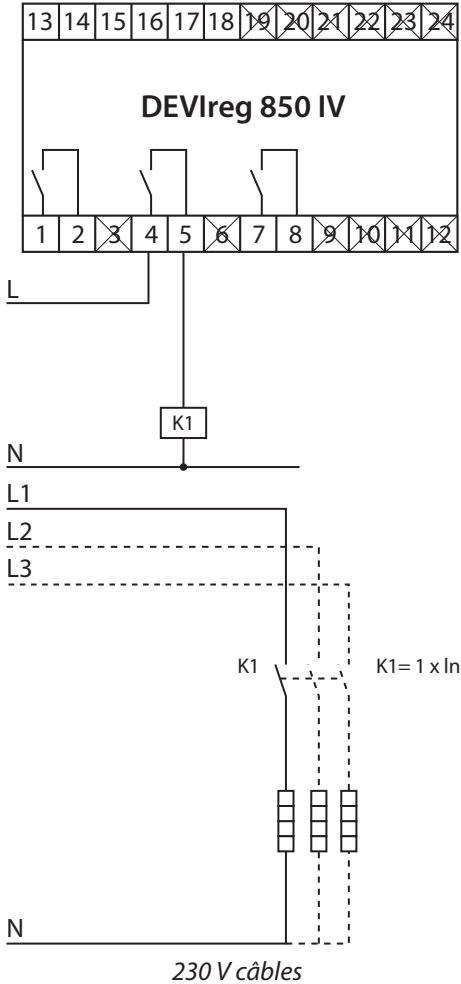 13 14 15 16 17 18 19 20 21 22 23 24
DEVIreg 850 IV
1 2 3 4 5 6 7 8 9 10 11 12
L
K1
N
L1
L2
L3
K1 K1= 1 x In
N
230 V câbles